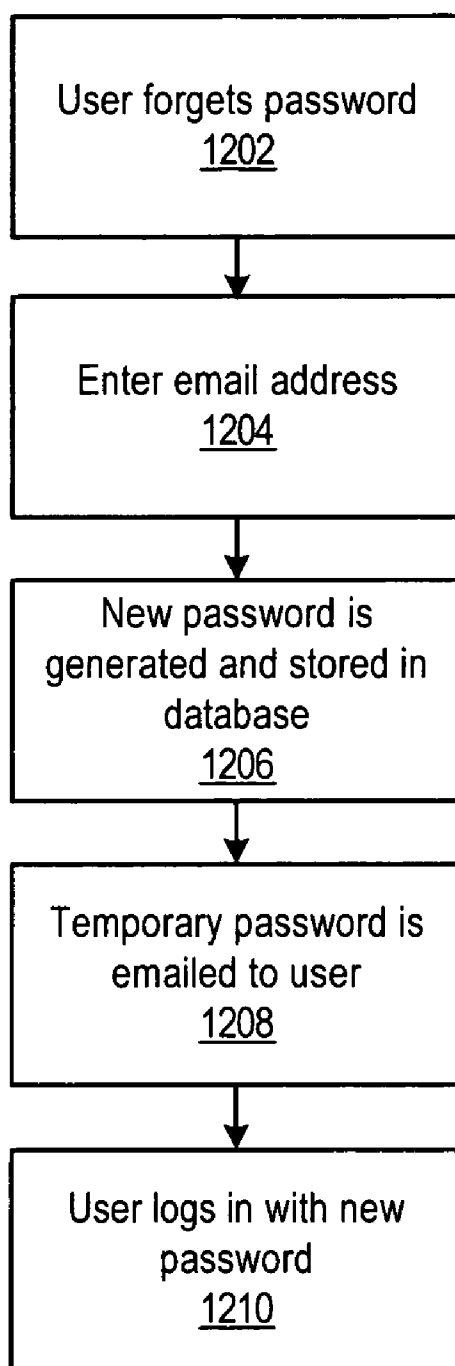 User forgets password
1202
Enter email address
1204
New password is
generated and stored in
database
1206
Temporary password is
emailed to user
1208
User logs in with new
password
1210